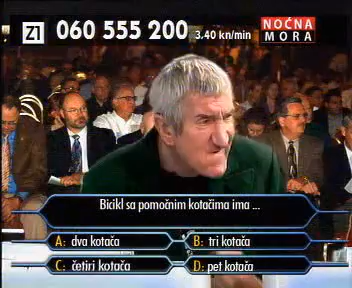 Z1 060 555 200 3.40 kn/min NOĆNA
MORA
Bicikl sa pomoćnim kotačima ima ...
A: dva kotača
B: tri kotača
C: četiri kotača
D: pet kotača